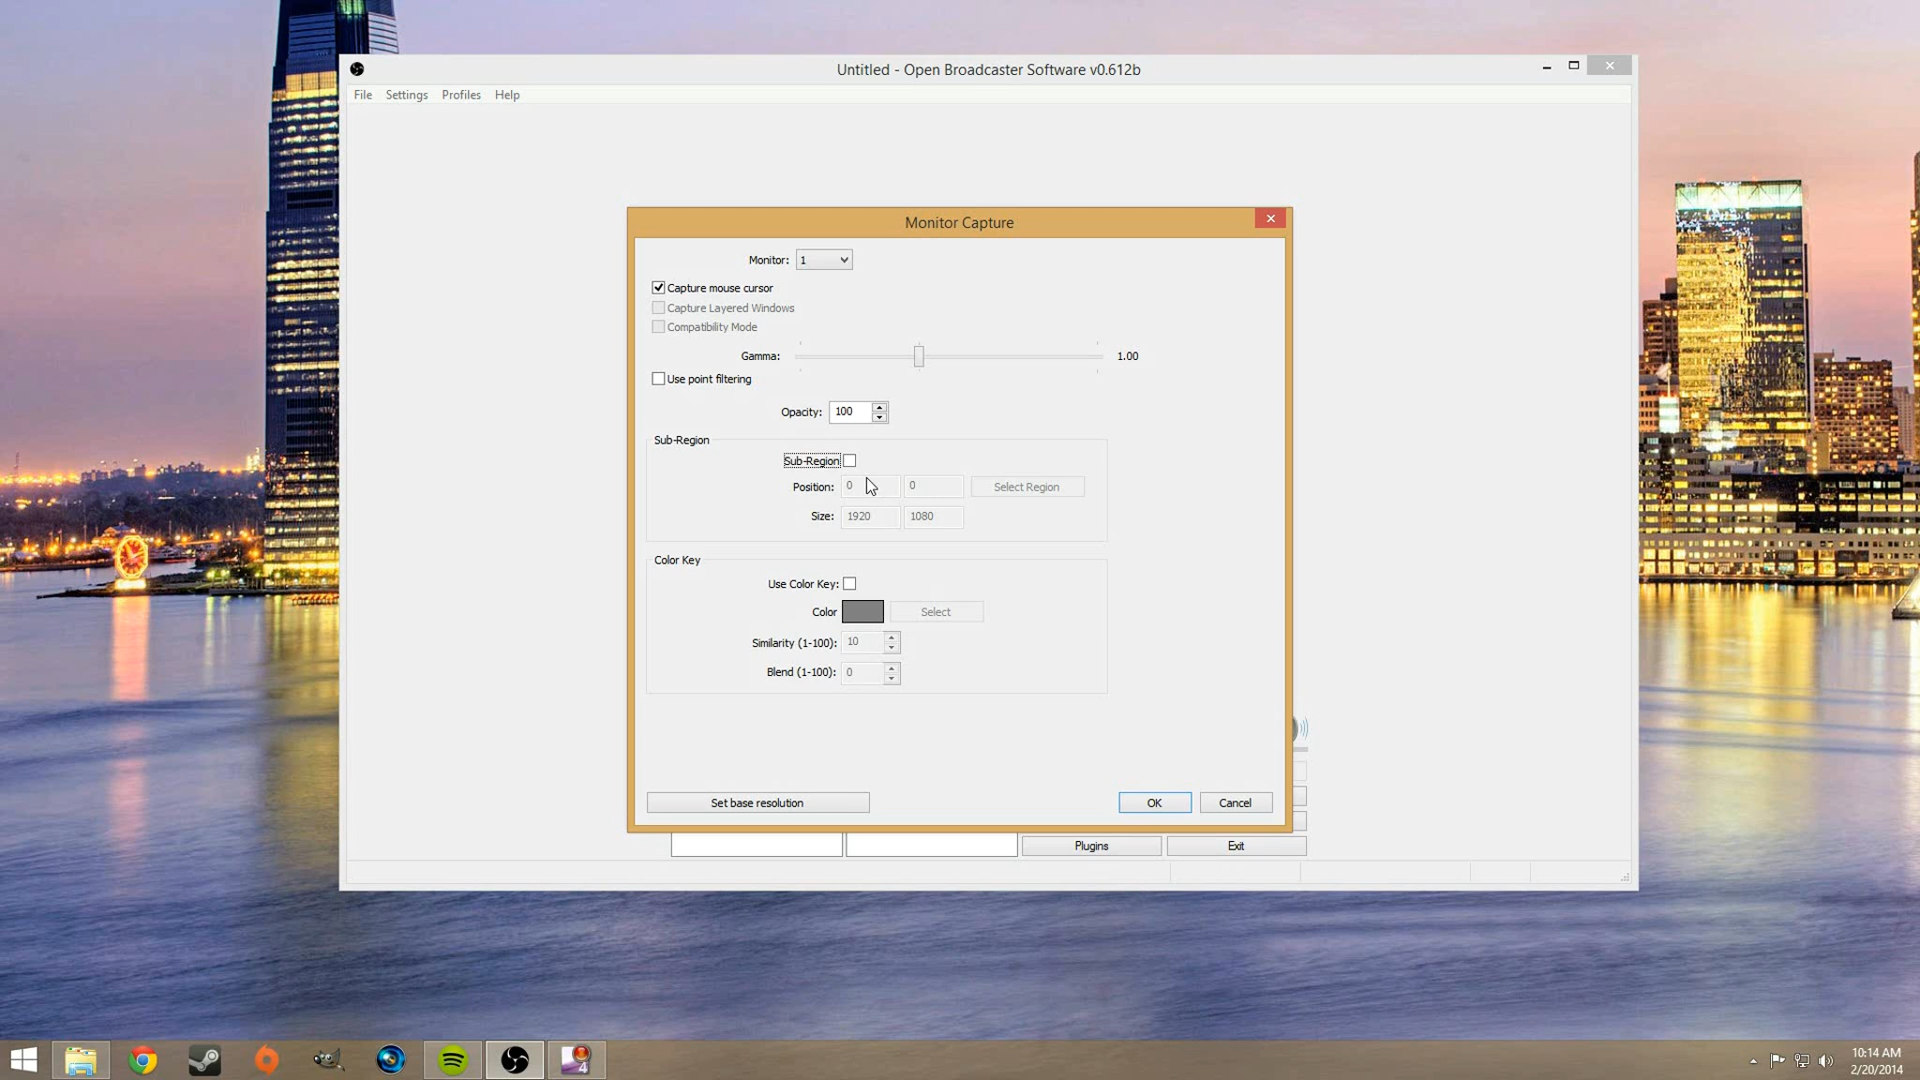 Untitled - Open Broadcaster Software v0.612b
File Settings Profiles Help
Monitor Capture
Monitor: 1
Capture mouse cursor
Capture Layered Windows
Compatibility Mode
Gamma: 1.00
Use point filtering
Opacity: 100
Sub-Region
Sub-Region
Position: 0 0 Select Region
Size: 1920 1080
Color Key
Use Color Key:
Color Select
Similarity (1-100): 10
Blend (1-100): 0
Set base resolution OK Cancel
Plugins Exit
4
10:14 AM
2/20/2014